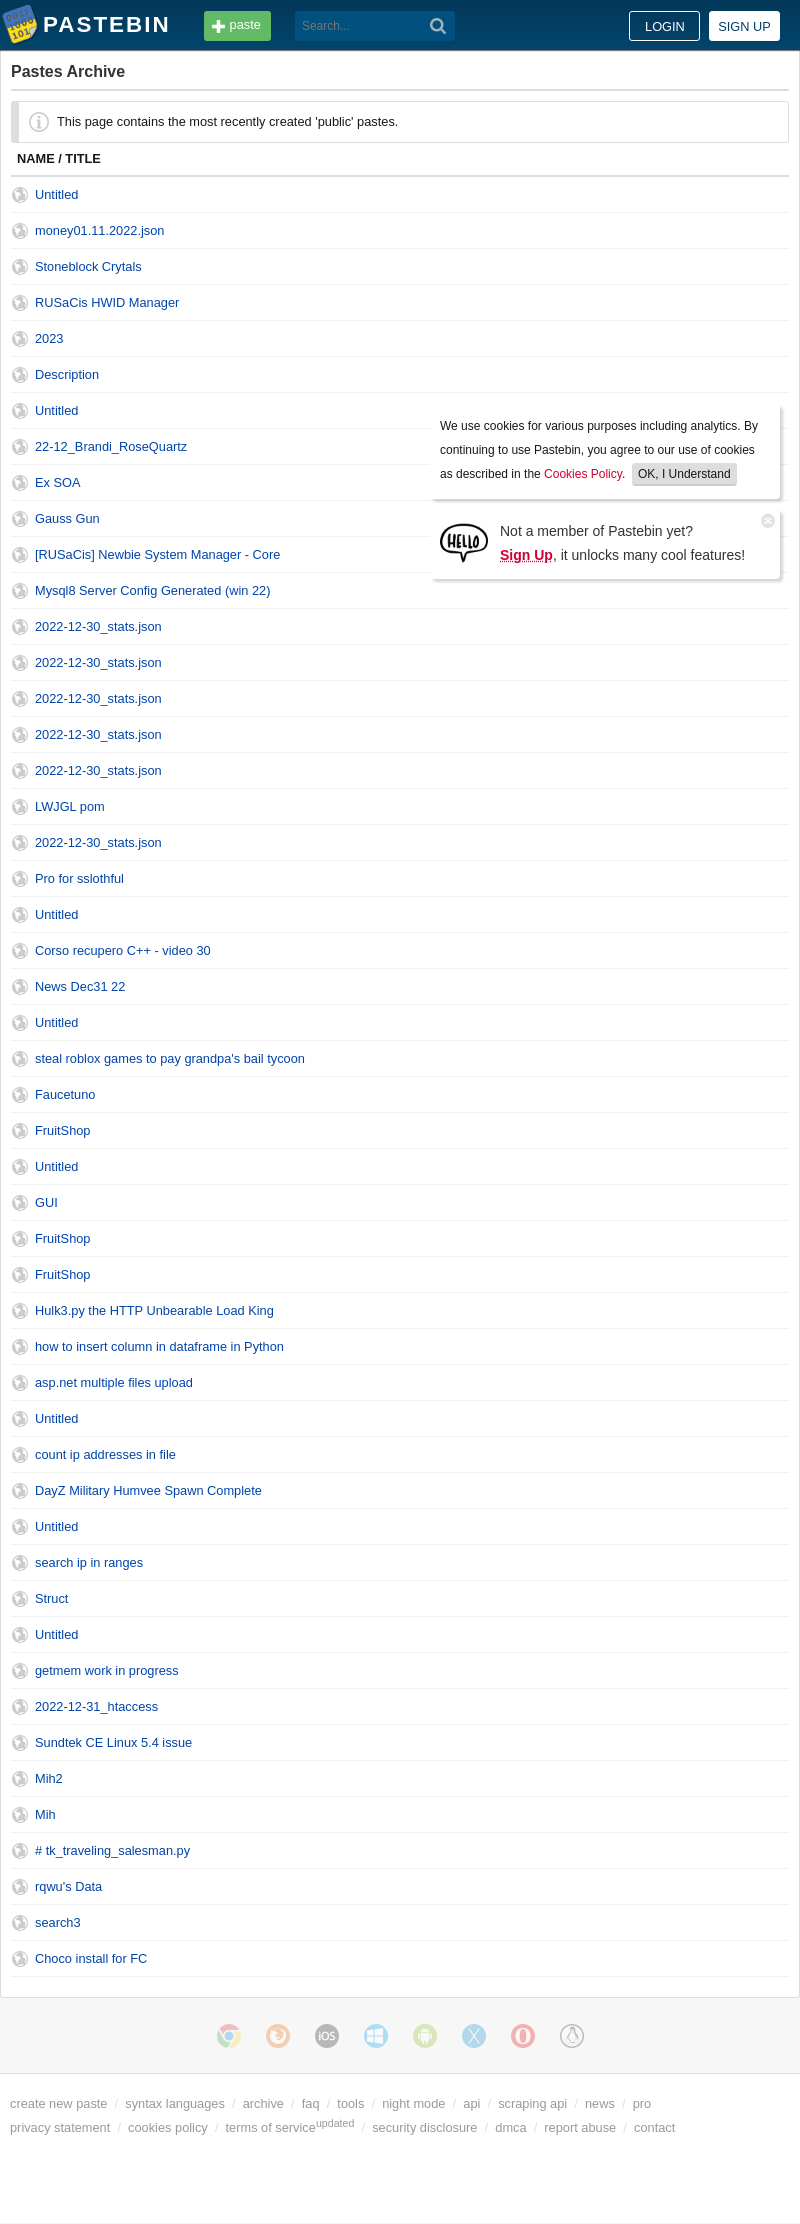 PASTEBIN
paste
Search...
LOGIN
SIGN UP
Pastes Archive
This page contains the most recently created 'public' pastes.
NAME / TITLE
Untitled
money01.11.2022.json
Stoneblock Crytals
RUSaCis HWID Manager
2023
Description
Untitled
22-12_Brandi_RoseQuartz
Ex SOA
Gauss Gun
[RUSaCis] Newbie System Manager - Core
Mysql8 Server Config Generated (win 22)
2022-12-30_stats.json
2022-12-30_stats.json
2022-12-30_stats.json
2022-12-30_stats.json
2022-12-30_stats.json
LWJGL pom
2022-12-30_stats.json
Pro for sslothful
Untitled
Corso recupero C++ - video 30
News Dec31 22
Untitled
steal roblox games to pay grandpa's bail tycoon
Faucetuno
FruitShop
Untitled
GUI
FruitShop
FruitShop
Hulk3.py the HTTP Unbearable Load King
how to insert column in dataframe in Python
asp.net multiple files upload
Untitled
count ip addresses in file
DayZ Military Humvee Spawn Complete
Untitled
search ip in ranges
Struct
Untitled
getmem work in progress
2022-12-31_htaccess
Sundtek CE Linux 5.4 issue
Mih2
Mih
# tk_traveling_salesman.py
rqwu's Data
search3
Choco install for FC
We use cookies for various purposes including analytics. By
continuing to use Pastebin, you agree to our use of cookies
as described in the Cookies Policy. OK, I Understand
HELLO
Not a member of Pastebin yet?
Sign Up, it unlocks many cool features!
iOS
create new paste / syntax languages / archive / faq / tools / night mode / api / scraping api / news / pro
privacy statement / cookies policy / terms of serviceupdated / security disclosure / dmca / report abuse / contact